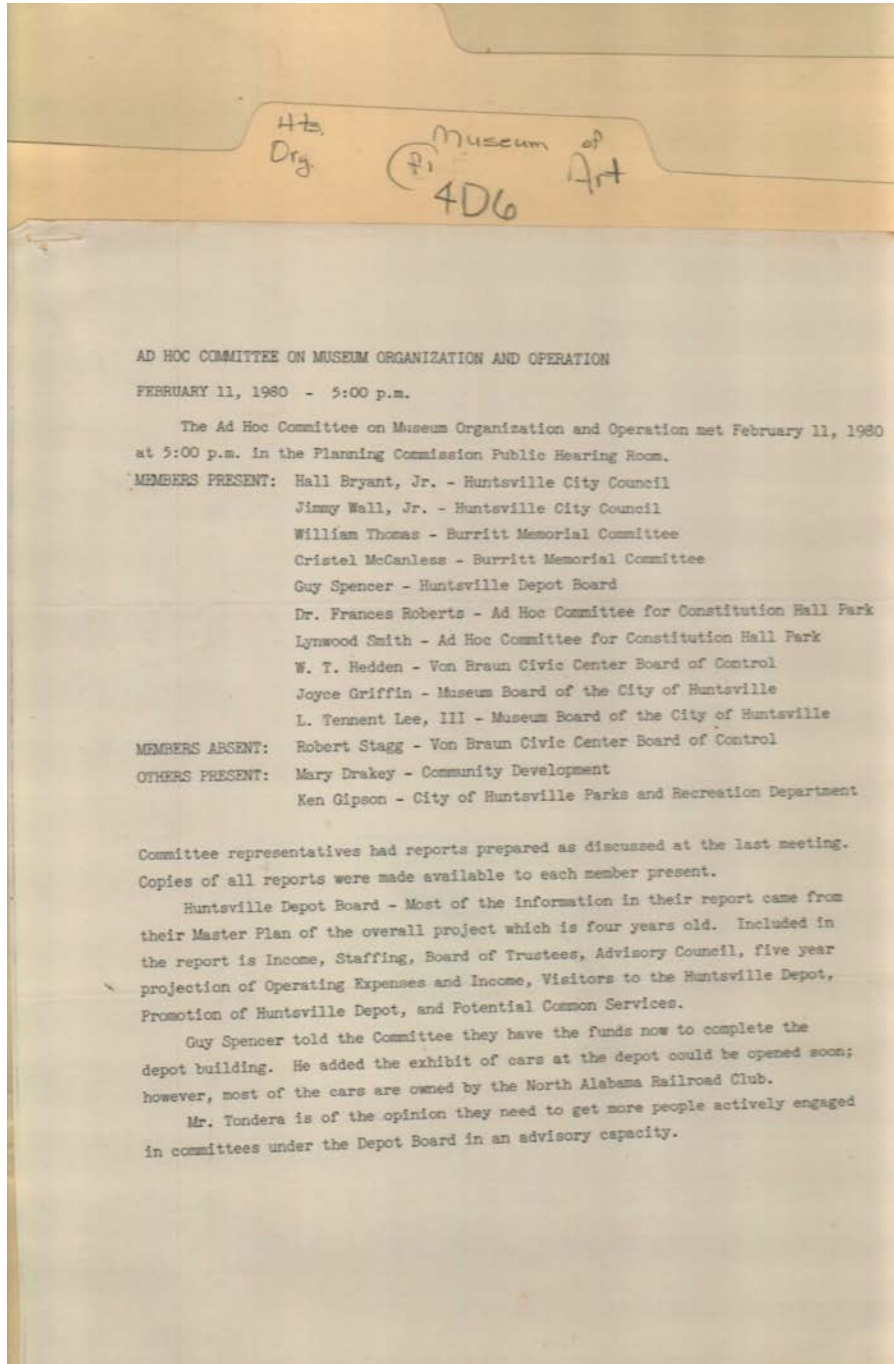 Hts. Museum of
Org. Art
4D6
AD HOC COMMITTEE ON MUSEUM ORGANIZATION AND OPERATION
FEBRUARY 11, 1980 - 5:00 p.m.
The Ad Hoc Committee on Museum Organization and Operation met February 11, 1980
at 5:00 p.m. in the Planning Commission Public Hearing Room.
MEMBERS PRESENT: Hall Bryant, Jr. - Huntsville City Council
Jimmy Wall, Jr. - Huntsville City Council
William Thomas - Burritt Memorial Committee
Cristel McCanless - Burritt Memorial Committee
Guy Spencer - Huntsville Depot Board
Dr. Frances Roberts - Ad Hoc Committee for Constitution Hall Park
Lynwood Smith - Ad Hoc Committee for Constitution Hall Park
W. T. Hedden - Von Braun Civic Center Board of Control
Joyce Griffin - Museum Board of the City of Huntsville
L. Tennent Lee, III - Museum Board of the City of Huntsville
MEMBERS ABSENT: Robert Stagg - Von Braun Civic Center Board of Control
OTHERS PRESENT: Mary Drakey - Community Development
Ken Gipson - City of Huntsville Parks and Recreation Department
Committee representatives had reports prepared as discussed at the last meeting.
Copies of all reports were made available to each member present.
Huntsville Depot Board - Most of the information in their report came from
their Master Plan of the overall project which is four years old. Included in
the report is Income, Staffing, Board of Trustees, Advisory Council, five year
projection of Operating Expenses and Income, Visitors to the Huntsville Depot,
Promotion of Huntsville Depot, and Potential Common Services.
Guy Spencer told the Committee they have the funds now to complete the
depot building. He added the exhibit of cars at the depot could be opened soon;
however, most of the cars are owned by the North Alabama Railroad Club.
Mr. Tondera is of the opinion they need to get more people actively engaged
in committees under the Depot Board in an advisory capacity.